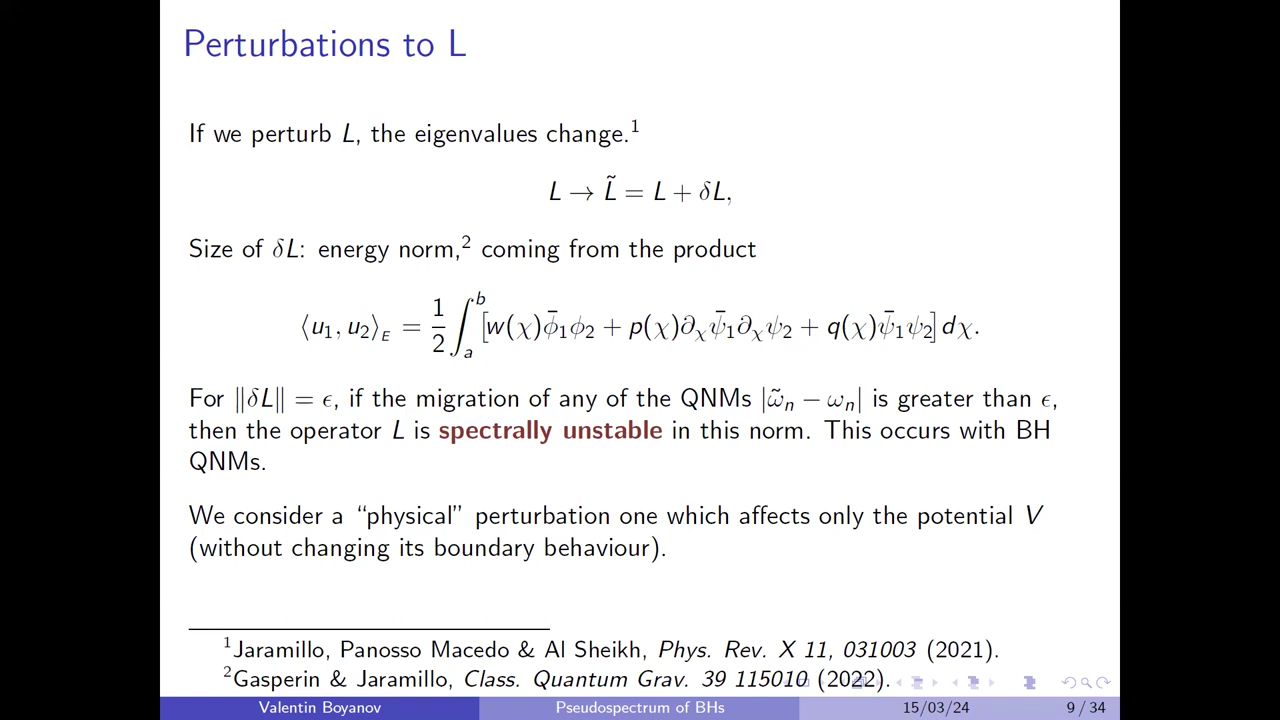 Perturbations to L
If we perturb L, the eigenvalues change.¹
L → L̃ = L + δL,
Size of δL: energy norm,² coming from the product
⟨u₁, u₂⟩_E = 1/2 ∫_a^b [w(χ)ϕ̄₁ϕ₂ + p(χ)∂_χψ̄₁∂_χψ₂ + q(χ)ψ̄₁ψ₂] dχ.
For ‖δL‖ = ϵ, if the migration of any of the QNMs |ω̃ₙ − ωₙ| is greater than ϵ,
then the operator L is spectrally unstable in this norm. This occurs with BH
QNMs.
We consider a “physical” perturbation one which affects only the potential V
(without changing its boundary behaviour).
¹Jaramillo, Panosso Macedo & Al Sheikh, Phys. Rev. X 11, 031003 (2021).
²Gasperin & Jaramillo, Class. Quantum Grav. 39 115010 (2022).
Valentin Boyanov Pseudospectrum of BHs 15/03/24 9 / 34